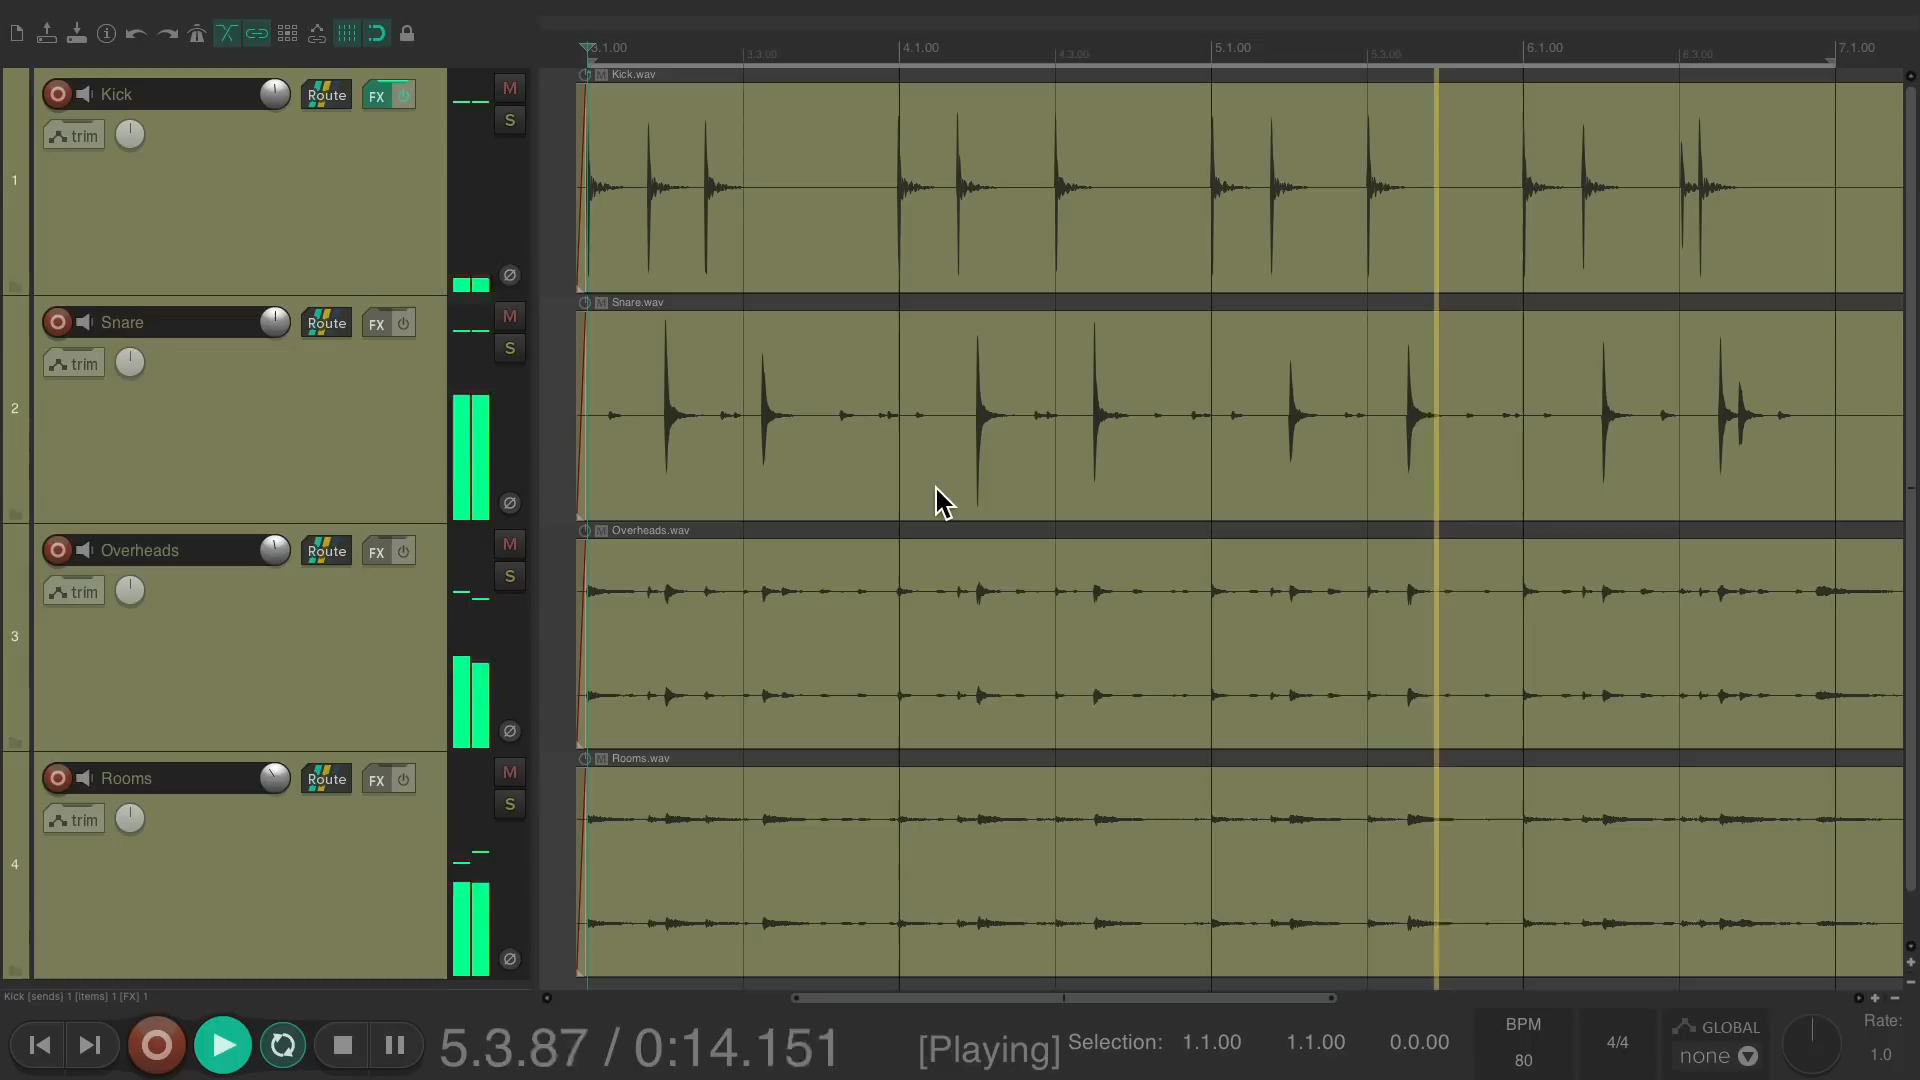 3.1.00 3.3.00 4.1.00 4.3.00 5.1.00 5.3.00 6.1.00 6.3.00 7.1.00
1
Kick
Route
FX
M
S
trim
M Kick.wav
2
Snare
Route
FX
M
S
trim
M Snare.wav
3
Overheads
Route
FX
M
S
trim
M Overheads.wav
4
Rooms
Route
FX
M
S
trim
M Rooms.wav
Kick [sends] 1 [items] 1 [FX] 1
5.3.87 / 0:14.151
[Playing]
Selection: 1.1.00 1.1.00 0.0.00
BPM
80
4/4
GLOBAL
none
Rate:
1.0